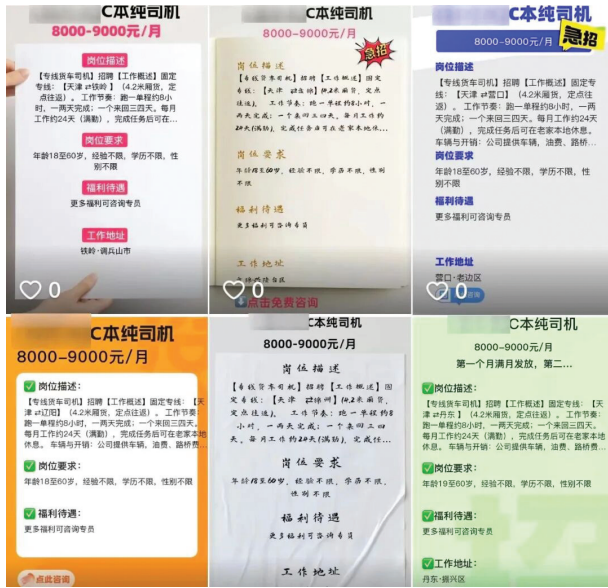 C本纯司机
8000-9000元/月
岗位描述
【专线货车司机】招聘【工作概述】固定
专线：【天津 ⇄铁岭 】（4.2米厢货，定
点往返）。 工作节奏：跑一单程约8小
时，一两天完成；一个来回三四天。每月
工作约24天（满勤），完成任务后可在...
岗位要求
年龄18至60岁，经验不限，学历不限，性
别不限
福利待遇
更多福利可咨询专员
工作地址
铁岭·调兵山市
0
C本纯司机
8000-9000元/月
急招
岗位描述
【专线货车司机】招聘【工作概述】固定
专线：【天津
（4.2米厢货，定点
往返）。 工作节奏：跑一单程约8小时，一
两天完成；一个来回三四天。每月工作约
24天（满勤），完成任务后可在老家本地休...
岗位要求
年龄18至60岁，经验不限，学历不限，性别
不限
福利待遇
更多福利可咨询专员
工作地址
0
点击免费咨询
C本纯司机
急招
8000-9000元/月
岗位描述
【专线货车司机】招聘【工作概述】固定专
线：【天津 ⇄营口】（4.2米厢货，定点往
返）。 工作节奏：跑一单程约8小时，一两
天完成；一个来回三四天。每月工作约24天
（满勤），完成任务后可在老家本地休息。
车辆与开销：公司提供车辆，油费、路桥...
岗位要求
年龄18至60岁，经验不限，学历不限，性别
不限
福利待遇
更多福利可咨询专员
工作地址
营口·老边区
0
咨询
C本纯司机
8000-9000元/月
岗位描述：
【专线货车司机】招聘【工作概述】固定专线：【天
津 ⇄辽阳】（4.2米厢货，定点往返）。 工作节奏：
跑一单程约8小时，一两天完成；一个来回三四天。
每月工作约24天（满勤），完成任务后可在老家本地
休息。 车辆与开销：公司提供车辆，油费、路桥费...
岗位要求：
年龄18至60岁，经验不限，学历不限，性别不限
福利待遇：
更多福利可咨询专员
点此咨询
C本纯司机
8000-9000元/月
岗位描述
【专线货车司机】招聘【工作概述】固
定专线：【天津 ⇄锦州】（4.2米厢货，
定点往返）。 工作节奏：跑一单程约8
小时，一两天完成；一个来回三四
天。每月工作约24天（满勤），完成任...
岗位要求
年龄18至60岁，经验不限，学历不限，
性别不限
福利待遇
更多福利可咨询专员
工作地址
C本纯司机
8000-9000元/月
第一个月满月发放，第二...
岗位描述：
【专线货车司机】招聘【工作概述】固定专线：【天
津 ⇄丹东 】（4.2米厢货，定点往返）。 工作节奏：
跑一单程约8小时，一两天完成；一个来回三四天。
每月工作约24天（满勤），完成任务后可在老家本地
休息。 车辆与开销：公司提供车辆，油费、路桥费...
岗位要求：
年龄19至60岁，经验不限，学历不限，性别不限
福利待遇：
更多福利可咨询专员
工作地址：
丹东·振兴区